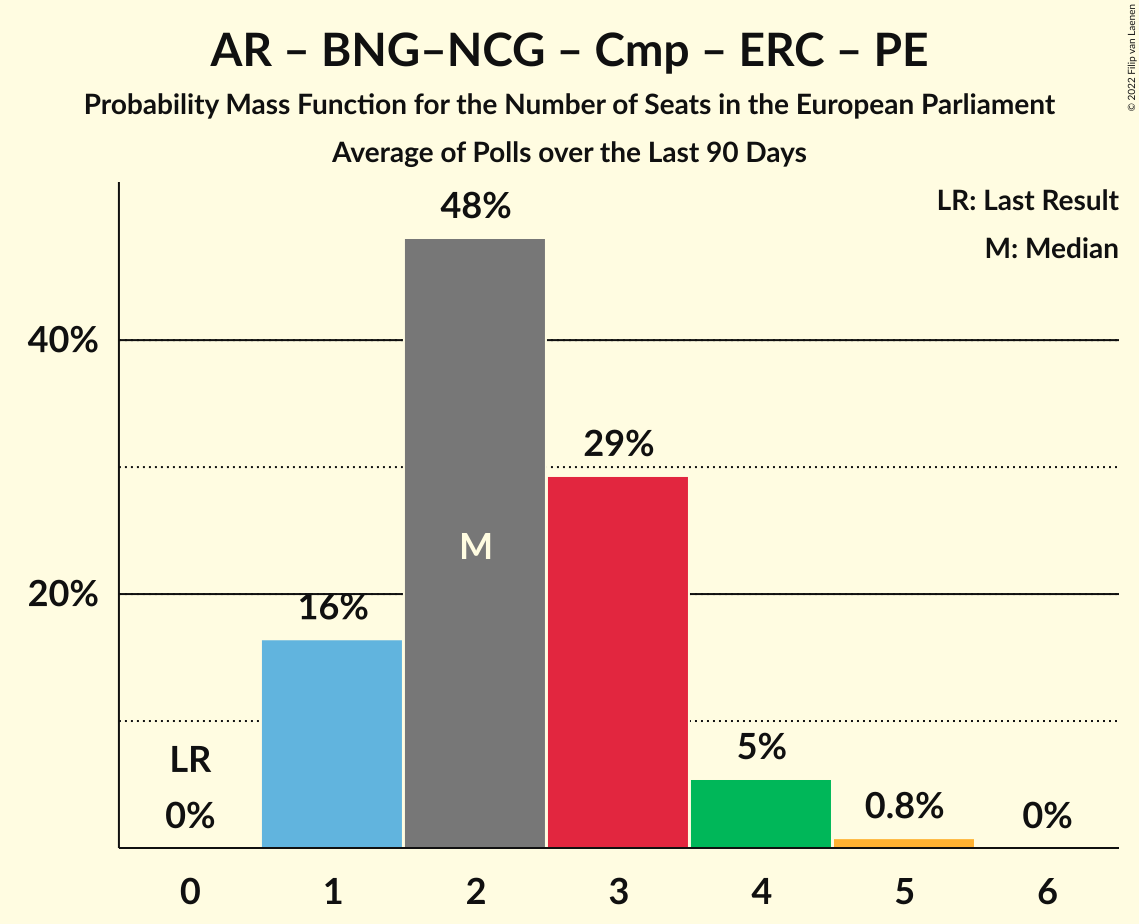 AR – BNG–NCG – Cmp – ERC – PE
Probability Mass Function for the Number of Seats in the European Parliament
Average of Polls over the Last 90 Days
© 2022 Filip van Laenen
LR: Last Result
M: Median
48%
40%
29%
M
20%
16%
LR
5%
0%
0.8%
0%
0 1 2 3 4 5 6